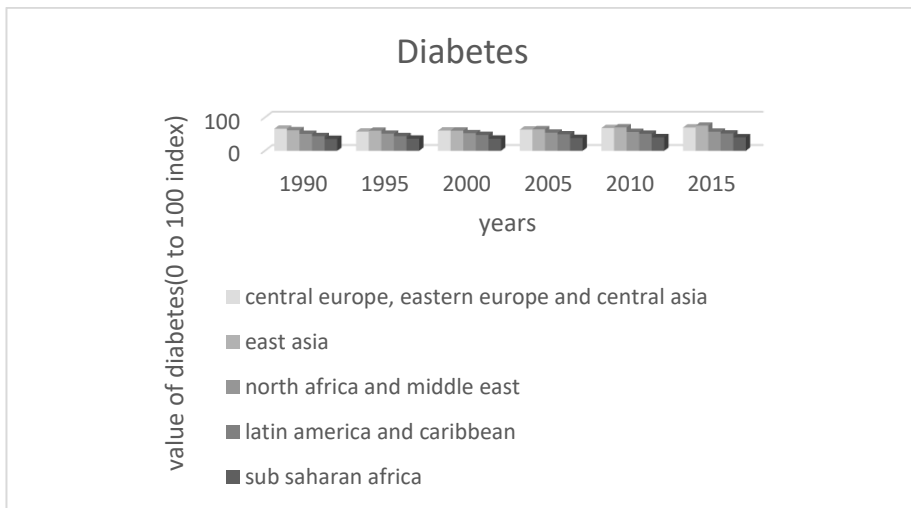 Diabetes
value of diabetes(0 to 100 index)
100
0
1990 1995 2000 2005 2010 2015
years
central europe, eastern europe and central asia
east asia
north africa and middle east
latin america and caribbean
sub saharan africa